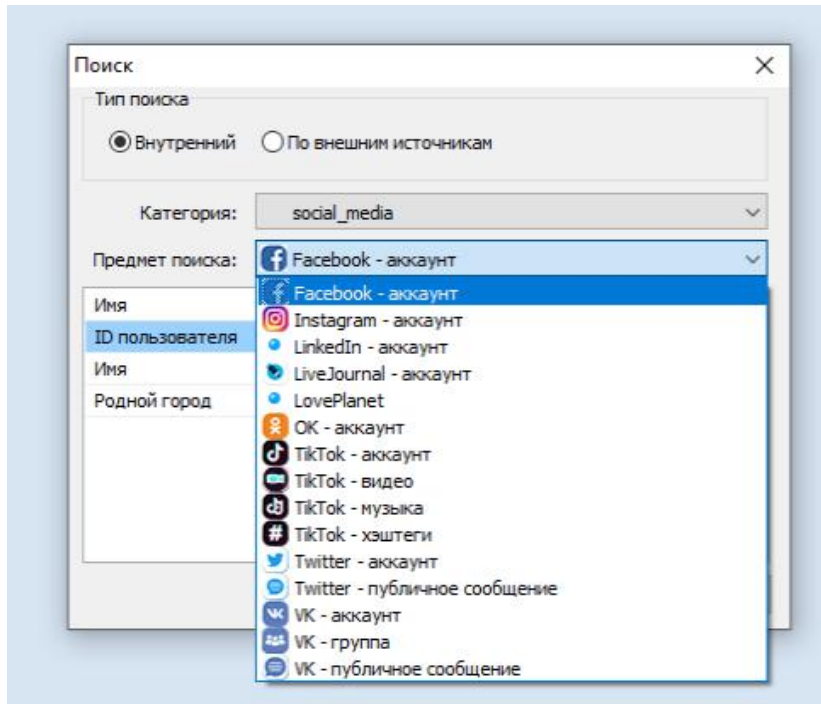 Поиск
Тип поиска
Внутренний По внешним источникам
Категория: social_media
Предмет поиска: Facebook - аккаунт
Имя
ID пользователя
Имя
Родной город
Facebook - аккаунт
Instagram - аккаунт
LinkedIn - аккаунт
LiveJournal - аккаунт
LovePlanet
OK - аккаунт
TikTok - аккаунт
TikTok - видео
TikTok - музыка
TikTok - хэштеги
Twitter - аккаунт
Twitter - публичное сообщение
VK - аккаунт
VK - группа
VK - публичное сообщение